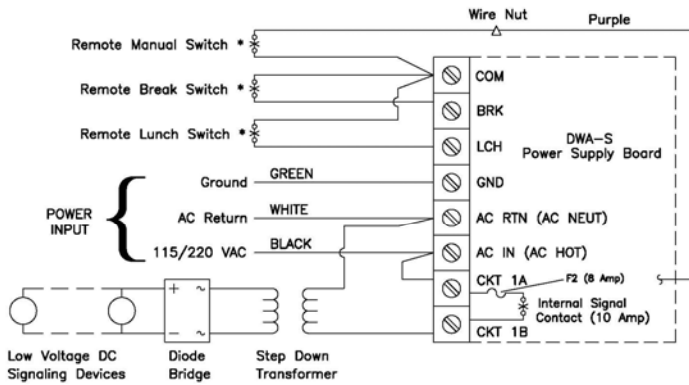 Wire Nut
Purple
Remote Manual Switch *
Remote Break Switch *
Remote Lunch Switch *
COM
BRK
LCH
GND
AC RTN (AC NEUT)
AC IN (AC HOT)
CKT 1A
CKT 1B
DWA-S
Power Supply Board
F2 (8 Amp)
Internal Signal
Contact (10 Amp)
POWER
INPUT
Ground
GREEN
AC Return
WHITE
115/220 VAC
BLACK
+
~
-
~
Low Voltage DC
Signaling Devices
Diode
Bridge
Step Down
Transformer